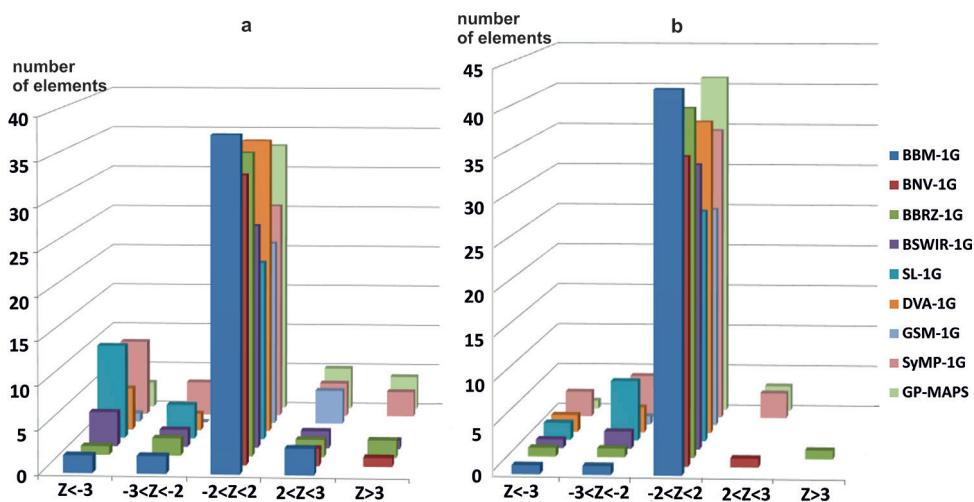 a
number
of elements
40
35
30
25
20
15
10
5
0
Z<-3
-3<Z<-2
-2<Z<2
2<Z<3
Z>3
b
number
of elements
45
40
35
30
25
20
15
10
5
0
Z<-3
-3<Z<-2
-2<Z<2
2<Z<3
Z>3
BBM-1G
BNV-1G
BBRZ-1G
BSWIR-1G
SL-1G
DVA-1G
GSM-1G
SyMP-1G
GP-MAPS